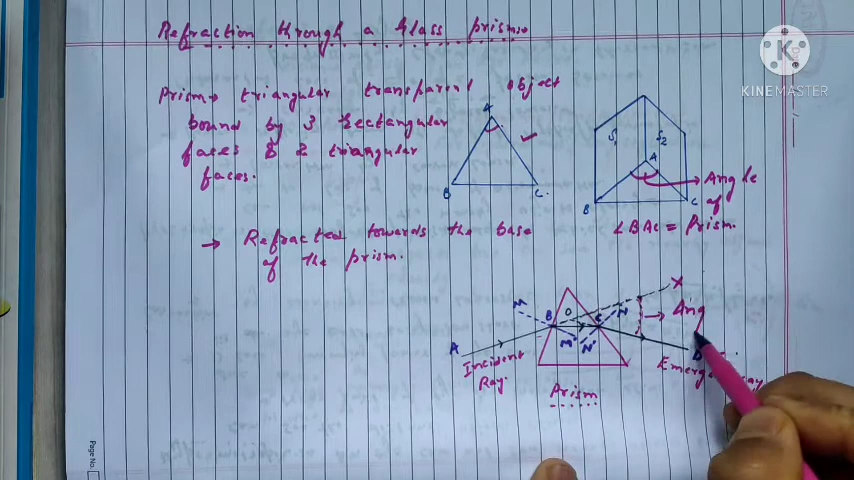 Refraction through a Glass prism
Prism → triangular transparent object
bound by 3 rectangular
faces & 2 triangular
faces.
A
B
C
S1
S2
A
B
C
Angle
of
∠BAC = Prism.
→ Refracted towards the base
of the prism.
X
M
B
O
C
N
→ Ang
A
M'
N'
Incident
Ray
Prism
K
KINEMASTER
Page No.